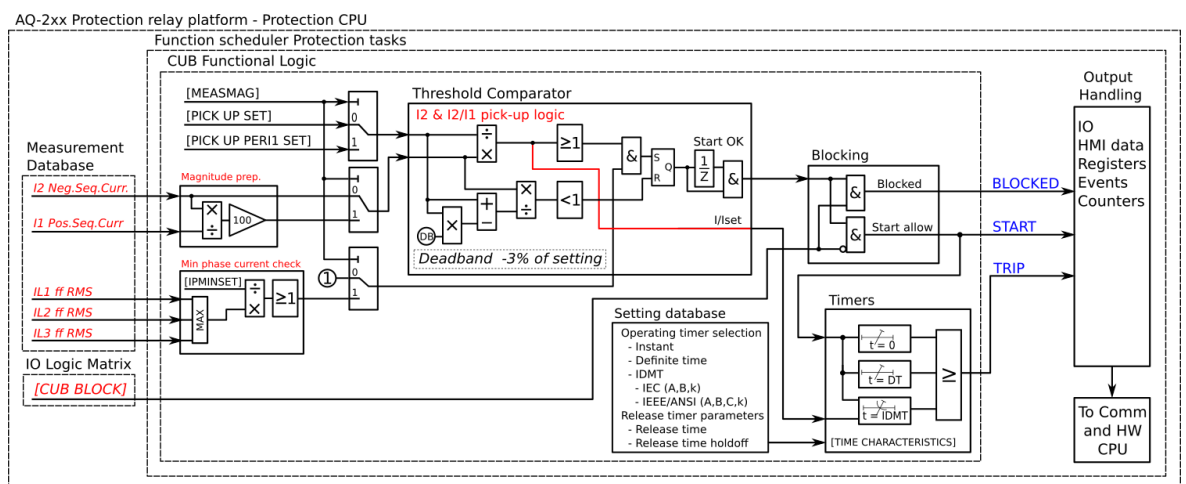 AQ-2xx Protection relay platform - Protection CPU
Function scheduler Protection tasks
CUB Functional Logic
Measurement
Database
I2 Neg.Seq.Curr.
I1 Pos.Seq.Curr
IL1 ff RMS
IL2 ff RMS
IL3 ff RMS
IO Logic Matrix
[CUB BLOCK]
[MEASMAG]
[PICK UP SET]
[PICK UP PERI1 SET]
0
1
Magnitude prep.
×
÷
100
0
1
Min phase current check
[IPMINSET]
MAX
÷
×
≥1
1
0
1
Threshold Comparator
I2 & I2/I1 pick-up logic
÷
×
≥1
&
S
R
Q
Start OK
1
Z
&
DB
×
+
−
×
÷
<1
I/Iset
Deadband -3% of setting
Blocking
&
Blocked
&
Start allow
BLOCKED
START
TRIP
Setting database
Operating timer selection
- Instant
- Definite time
- IDMT
- IEC (A,B,k)
- IEEE/ANSI (A,B,C,k)
Release timer parameters
- Release time
- Release time holdoff
Timers
t = 0
t = DT
t = IDMT
≥
[TIME CHARACTERISTICS]
Output
Handling
IO
HMI data
Registers
Events
Counters
To Comm
and HW
CPU